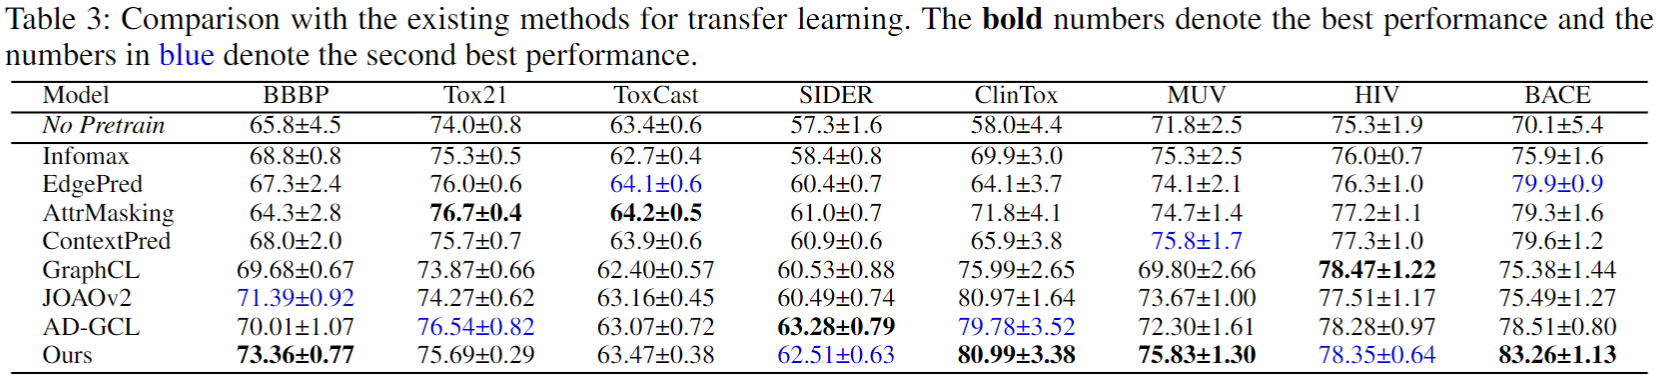 Table 3: Comparison with the existing methods for transfer learning. The bold numbers denote the best performance and the
numbers in blue denote the second best performance.
Model BBBP Tox21 ToxCast SIDER ClinTox MUV HIV BACE
No Pretrain 65.8±4.5 74.0±0.8 63.4±0.6 57.3±1.6 58.0±4.4 71.8±2.5 75.3±1.9 70.1±5.4
Infomax 68.8±0.8 75.3±0.5 62.7±0.4 58.4±0.8 69.9±3.0 75.3±2.5 76.0±0.7 75.9±1.6
EdgePred 67.3±2.4 76.0±0.6 64.1±0.6 60.4±0.7 64.1±3.7 74.1±2.1 76.3±1.0 79.9±0.9
AttrMasking 64.3±2.8 76.7±0.4 64.2±0.5 61.0±0.7 71.8±4.1 74.7±1.4 77.2±1.1 79.3±1.6
ContextPred 68.0±2.0 75.7±0.7 63.9±0.6 60.9±0.6 65.9±3.8 75.8±1.7 77.3±1.0 79.6±1.2
GraphCL 69.68±0.67 73.87±0.66 62.40±0.57 60.53±0.88 75.99±2.65 69.80±2.66 78.47±1.22 75.38±1.44
JOAOv2 71.39±0.92 74.27±0.62 63.16±0.45 60.49±0.74 80.97±1.64 73.67±1.00 77.51±1.17 75.49±1.27
AD-GCL 70.01±1.07 76.54±0.82 63.07±0.72 63.28±0.79 79.78±3.52 72.30±1.61 78.28±0.97 78.51±0.80
Ours 73.36±0.77 75.69±0.29 63.47±0.38 62.51±0.63 80.99±3.38 75.83±1.30 78.35±0.64 83.26±1.13